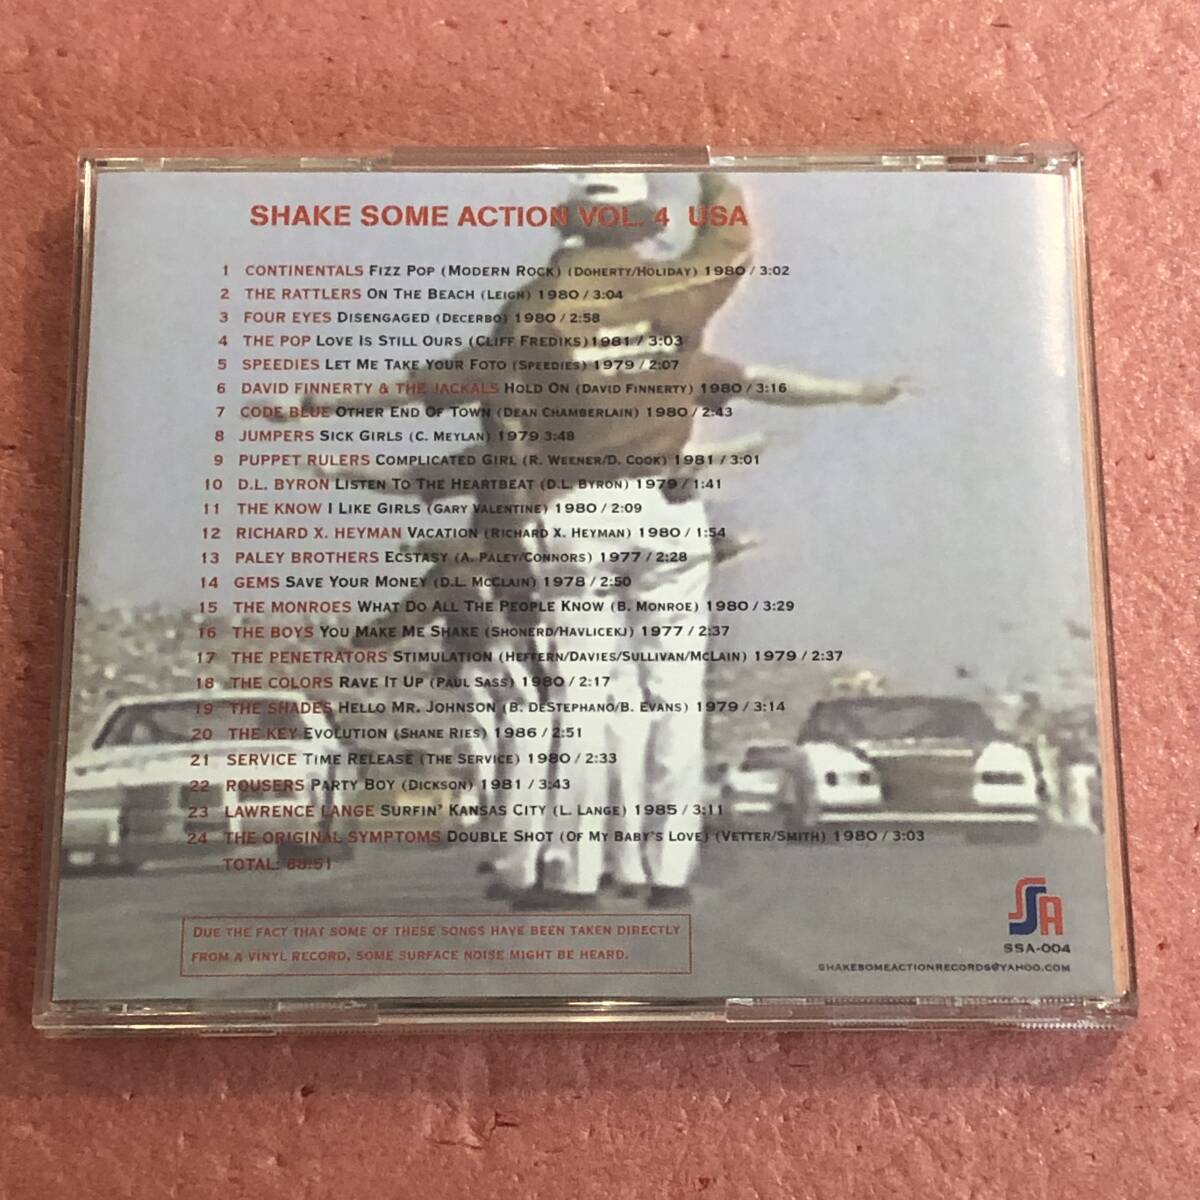 SHAKE SOME ACTION VOL. 4 USA
1 CONTINENTALS FIZZ POP (MODERN ROCK) (DOHERTY/HOLIDAY) 1980 / 3:02
2 THE RATTLERS ON THE BEACH (LEIGH) 1980 / 3:04
3 FOUR EYES DISENGAGED (DECERBO) 1980 / 2:58
4 THE POP LOVE IS STILL OURS (CLIFF FREDIKS) 1981 / 3:03
5 SPEEDIES LET ME TAKE YOUR FOTO (SPEEDIES) 1979 / 2:07
6 DAVID FINNERTY & THE JACKALS HOLD ON (DAVID FINNERTY) 1980 / 3:16
7 CODE BLUE OTHER END OF TOWN (DEAN CHAMBERLAIN) 1980 / 2:43
8 JUMPERS SICK GIRLS (C. MEYLAN) 1979 3:48
9 PUPPET RULERS COMPLICATED GIRL (R. WEENER/D. COOK) 1981 / 3:01
10 D.L. BYRON LISTEN TO THE HEARTBEAT (D.L. BYRON) 1979 / 1:41
11 THE KNOW I LIKE GIRLS (GARY VALENTINE) 1980 / 2:09
12 RICHARD X. HEYMAN VACATION (RICHARD X. HEYMAN) 1980 / 1:54
13 PALEY BROTHERS ECSTASY (A. PALEY/CONNORS) 1977 / 2:28
14 GEMS SAVE YOUR MONEY (D.L. MCCLAIN) 1978 / 2:50
15 THE MONROES WHAT DO ALL THE PEOPLE KNOW (B. MONROE) 1980 / 3:29
16 THE BOYS YOU MAKE ME SHAKE (SHONERD/HAVLICEKJ) 1977 / 2:37
17 THE PENETRATORS STIMULATION (HEFFERN/DAVIES/SULLIVAN/MCLAIN) 1979 / 2:37
18 THE COLORS RAVE IT UP (PAUL SASS) 1980 / 2:17
19 THE SHADES HELLO MR. JOHNSON (B. DESTEPHANO/B. EVANS) 1979 / 3:14
20 THE KEY EVOLUTION (SHANE RIES) 1986 / 2:51
21 SERVICE TIME RELEASE (THE SERVICE) 1980 / 2:33
22 ROUSERS PARTY BOY (DICKSON) 1981 / 3:43
23 LAWRENCE LANGE SURFIN' KANSAS CITY (L. LANGE) 1985 / 3:11
24 THE ORIGINAL SYMPTOMS DOUBLE SHOT (OF MY BABY'S LOVE) (VETTER/SMITH) 1980 / 3:03
TOTAL:
DUE THE FACT THAT SOME OF THESE SONGS HAVE BEEN TAKEN DIRECTLY
FROM A VINYL RECORD, SOME SURFACE NOISE MIGHT BE HEARD.
SSA
SSA-004
SHAKESOMEACTIONRECORDS@YAHOO.COM